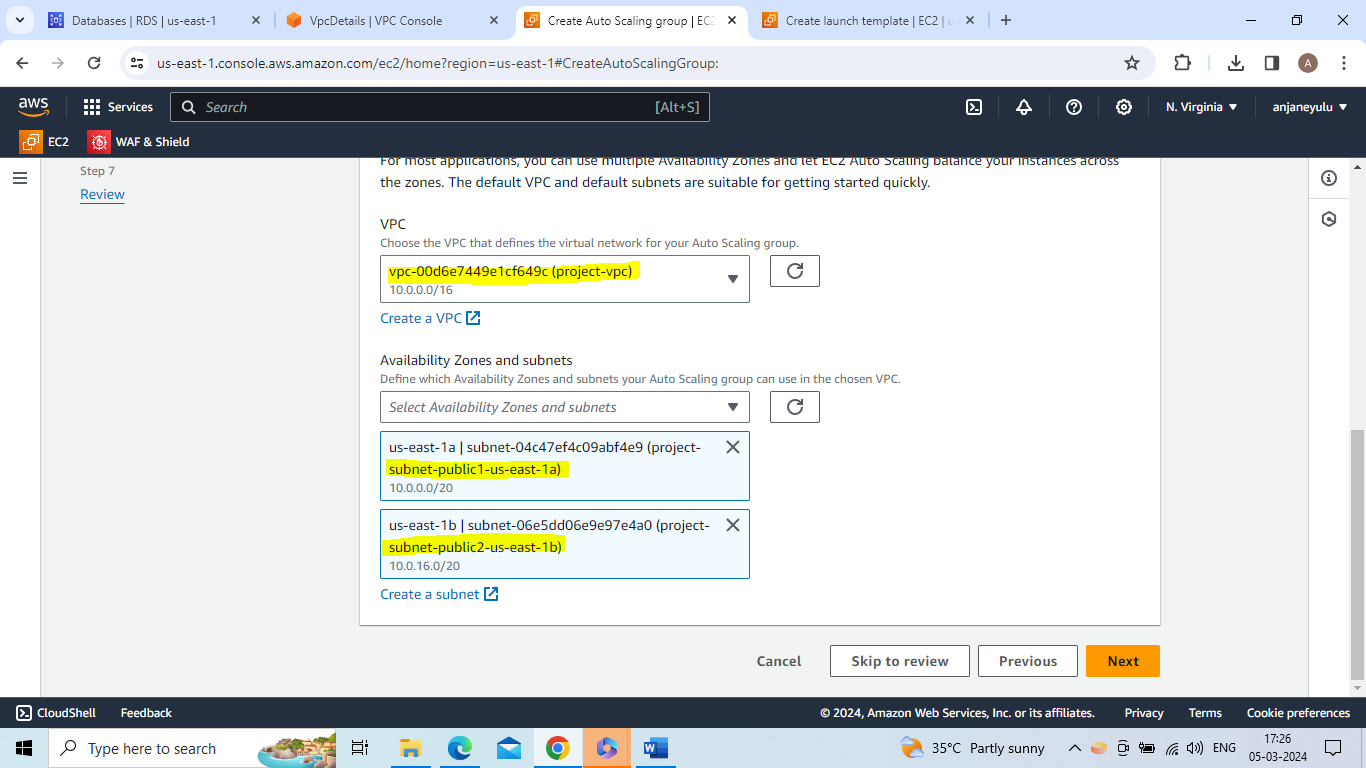 Databases | RDS | us-east-1
VpcDetails | VPC Console
Create Auto Scaling group | EC2
Create launch template | EC2 | u
us-east-1.console.aws.amazon.com/ec2/home?region=us-east-1#CreateAutoScalingGroup:
A
aws
Services
Search
[Alt+S]
N. Virginia
anjaneyulu
EC2
WAF & Shield
Step 7
Review
For most applications, you can use multiple Availability Zones and let EC2 Auto Scaling balance your instances across
the zones. The default VPC and default subnets are suitable for getting started quickly.
VPC
Choose the VPC that defines the virtual network for your Auto Scaling group.
vpc-00d6e7449e1cf649c (project-vpc)
10.0.0.0/16
Create a VPC
Availability Zones and subnets
Define which Availability Zones and subnets your Auto Scaling group can use in the chosen VPC.
Select Availability Zones and subnets
us-east-1a | subnet-04c47ef4c09abf4e9 (project-
subnet-public1-us-east-1a)
10.0.0.0/20
us-east-1b | subnet-06e5dd06e9e97e4a0 (project-
subnet-public2-us-east-1b)
10.0.16.0/20
Create a subnet
Cancel
Skip to review
Previous
Next
CloudShell
Feedback
© 2024, Amazon Web Services, Inc. or its affiliates.
Privacy
Terms
Cookie preferences
Type here to search
35°C Partly sunny
ENG
17:26
05-03-2024